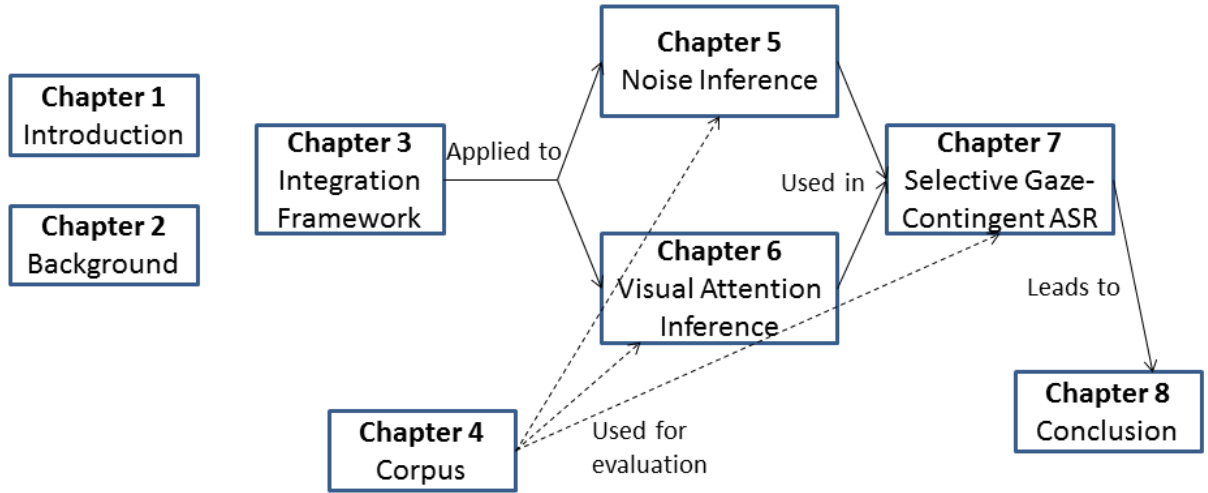 Chapter 1
Introduction
Chapter 2
Background
Chapter 3
Integration
Framework
Applied to
Chapter 5
Noise Inference
Chapter 6
Visual Attention
Inference
Chapter 4
Corpus
Used for
evaluation
Used in
Chapter 7
Selective Gaze-
Contingent ASR
Leads to
Chapter 8
Conclusion